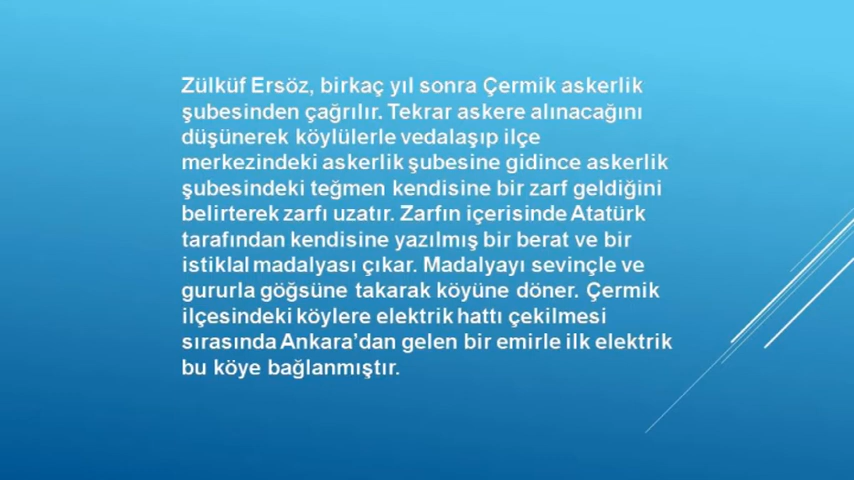 Zülküf Ersöz, birkaç yıl sonra Çermik askerlik
şubesinden çağrılır. Tekrar askere alınacağını
düşünerek köylülerle vedalaşıp ilçe
merkezindeki askerlik şubesine gidince askerlik
şubesindeki teğmen kendisine bir zarf geldiğini
belirterek zarfı uzatır. Zarfın içerisinde Atatürk
tarafından kendisine yazılmış bir berat ve bir
istiklal madalyası çıkar. Madalyayı sevinçle ve
gururla göğsüne takarak köyüne döner. Çermik
ilçesindeki köylere elektrik hattı çekilmesi
sırasında Ankara’dan gelen bir emirle ilk elektrik
bu köye bağlanmıştır.